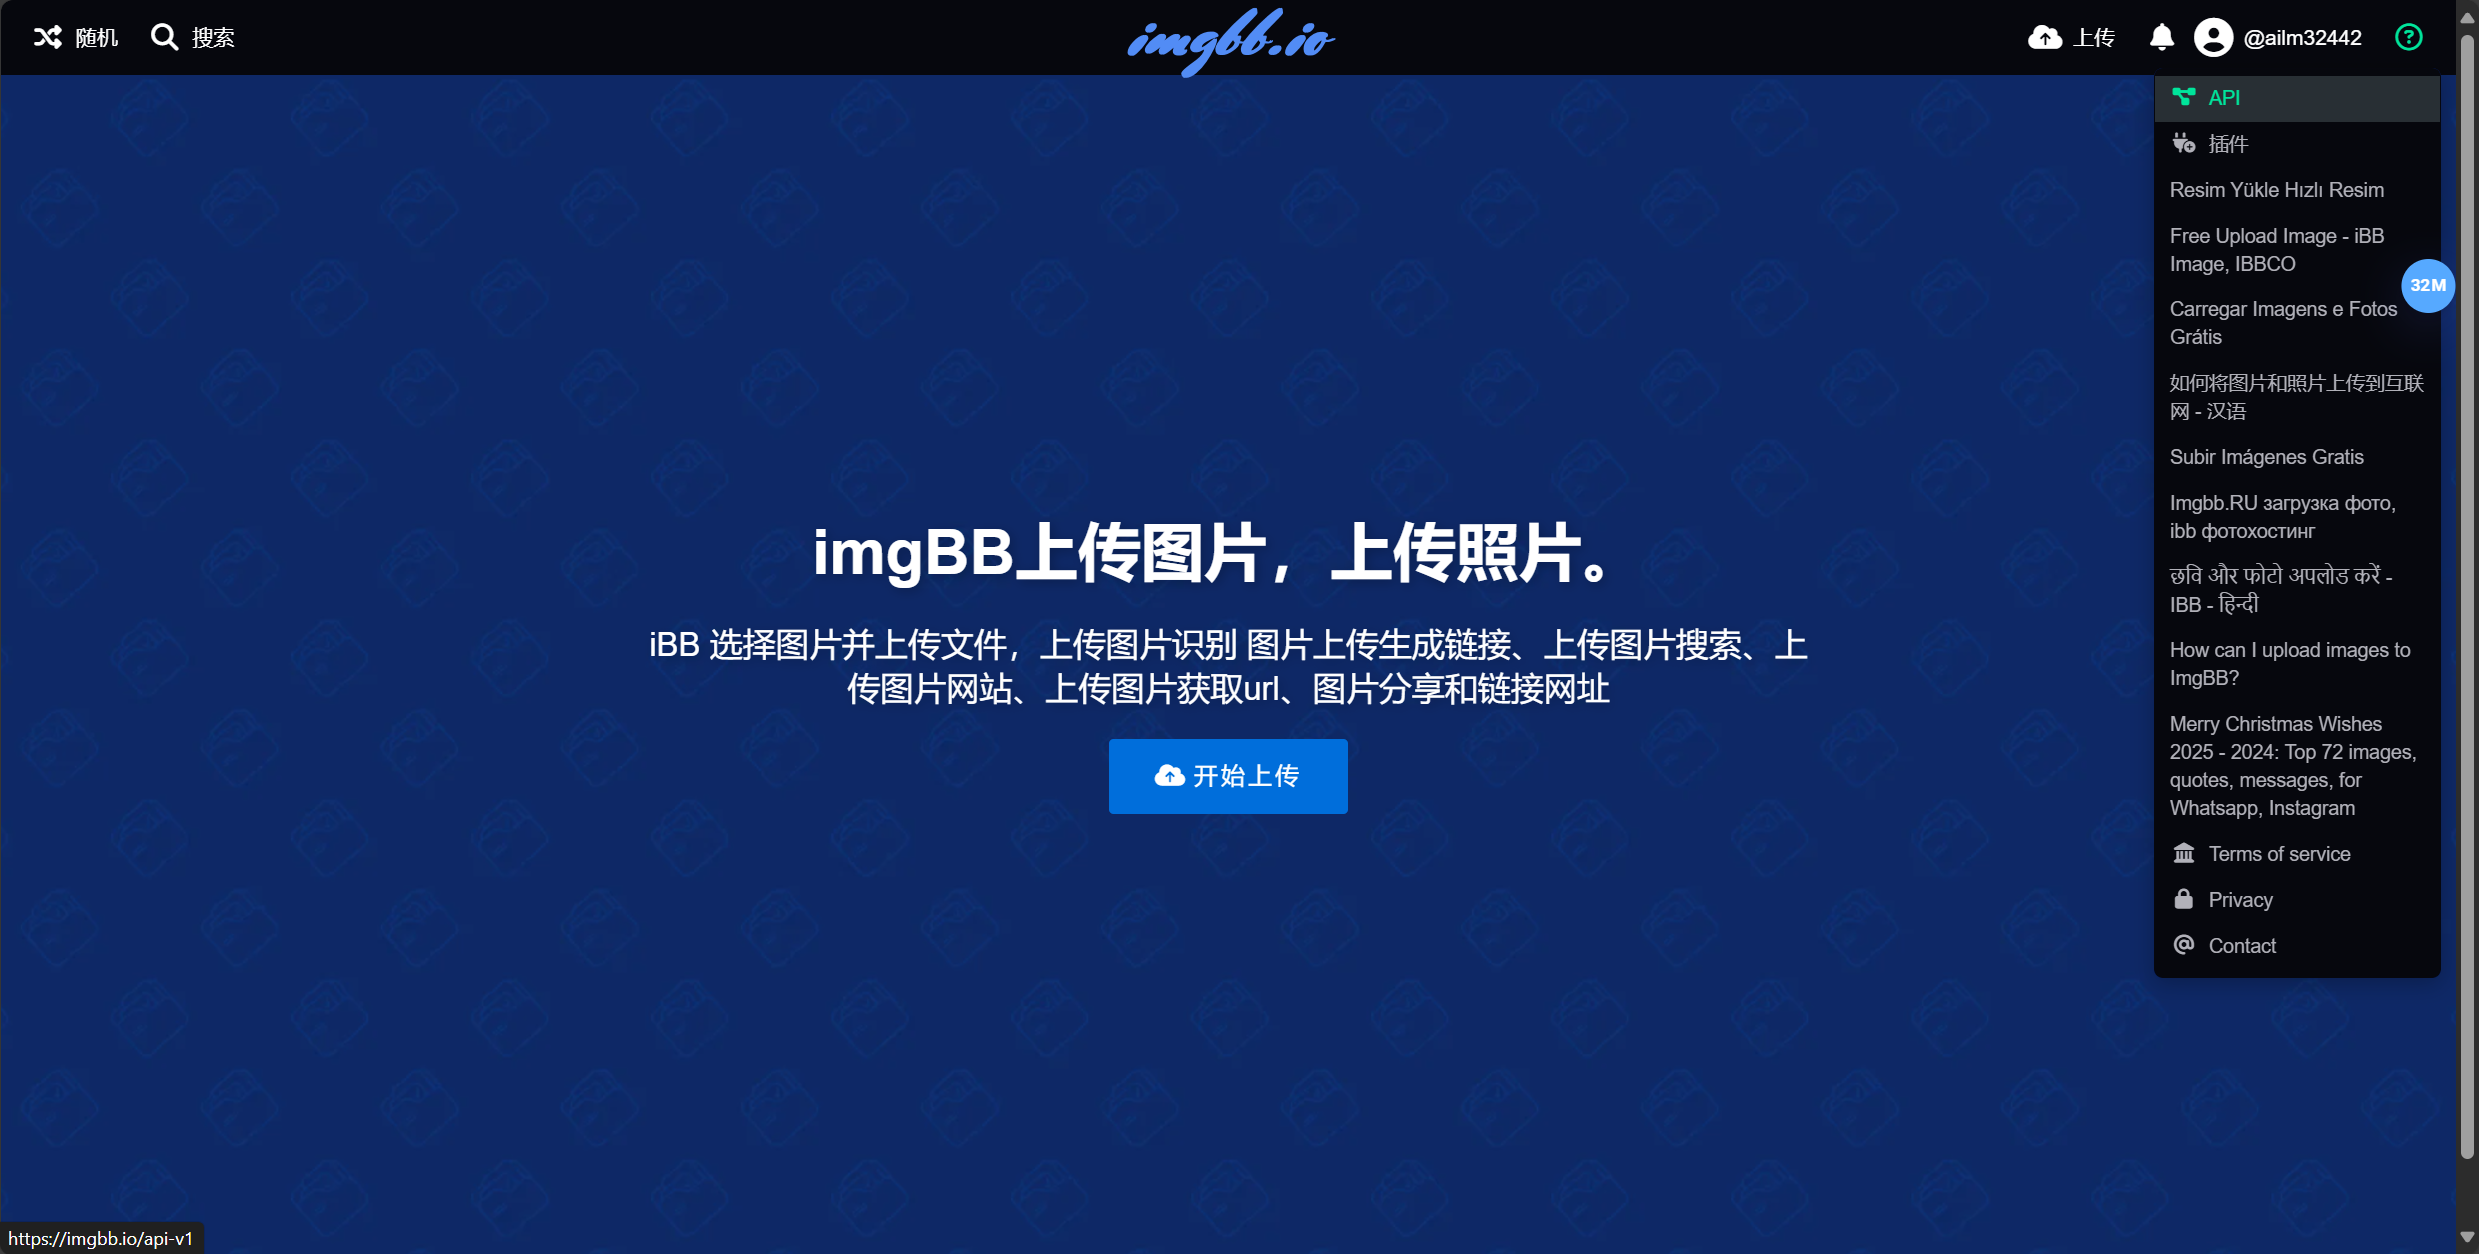 随机
搜索
imgbb.io
上传
@ailm32442
API
插件
Resim Yükle Hızlı Resim
Free Upload Image - iBB
Image, IBBCO
32M
Carregar Imagens e Fotos
Grátis
如何将图片和照片上传到互联
网 - 汉语
Subir Imágenes Gratis
Imgbb.RU загрузка фото,
ibb фотохостинг
छवि और फोटो अपलोड करें -
IBB - हिन्दी
How can I upload images to
ImgBB?
Merry Christmas Wishes
2025 - 2024: Top 72 images,
quotes, messages, for
Whatsapp, Instagram
Terms of service
Privacy
Contact
imgBB上传图片，上传照片。
iBB 选择图片并上传文件，上传图片识别 图片上传生成链接、上传图片搜索、上
传图片网站、上传图片获取url、图片分享和链接网址
开始上传
https://imgbb.io/api-v1